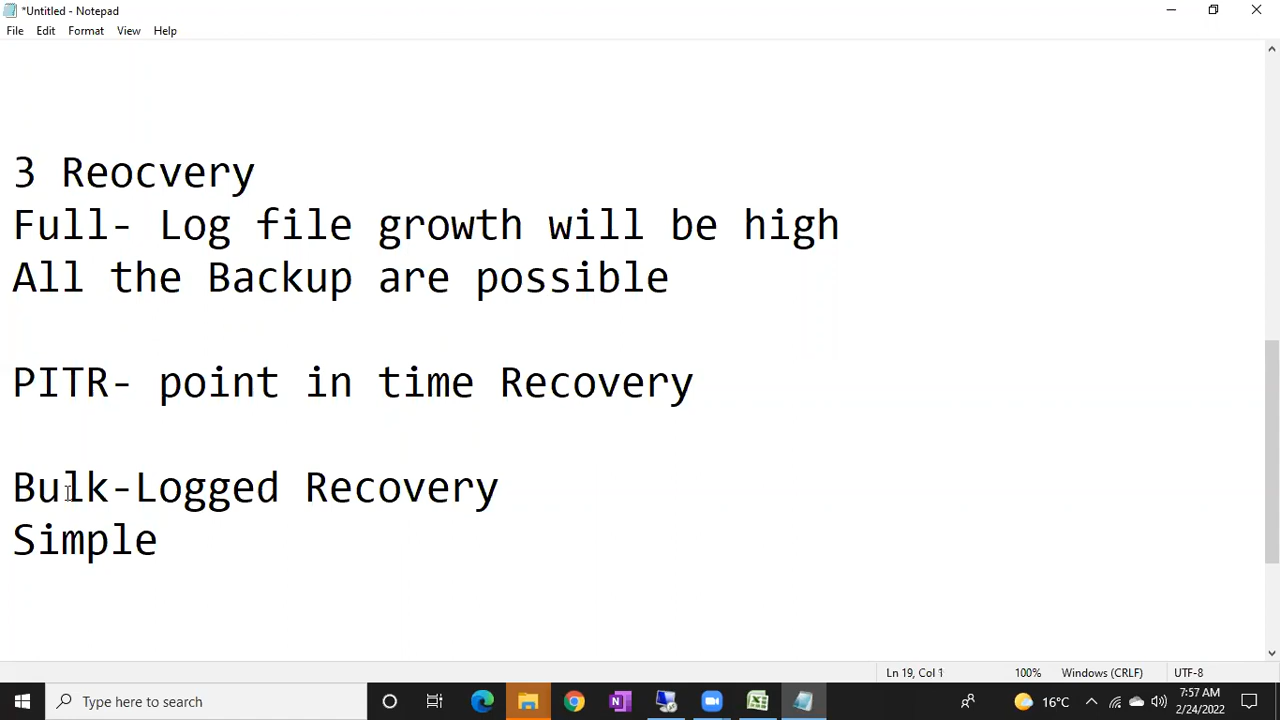 *Untitled - Notepad
File Edit Format View Help
3 Reocvery
Full- Log file growth will be high
All the Backup are possible
PITR- point in time Recovery
Bulk-Logged Recovery
Simple
Ln 19, Col 1 100% Windows (CRLF) UTF-8
Type here to search
16°C
7:57 AM
2/24/2022